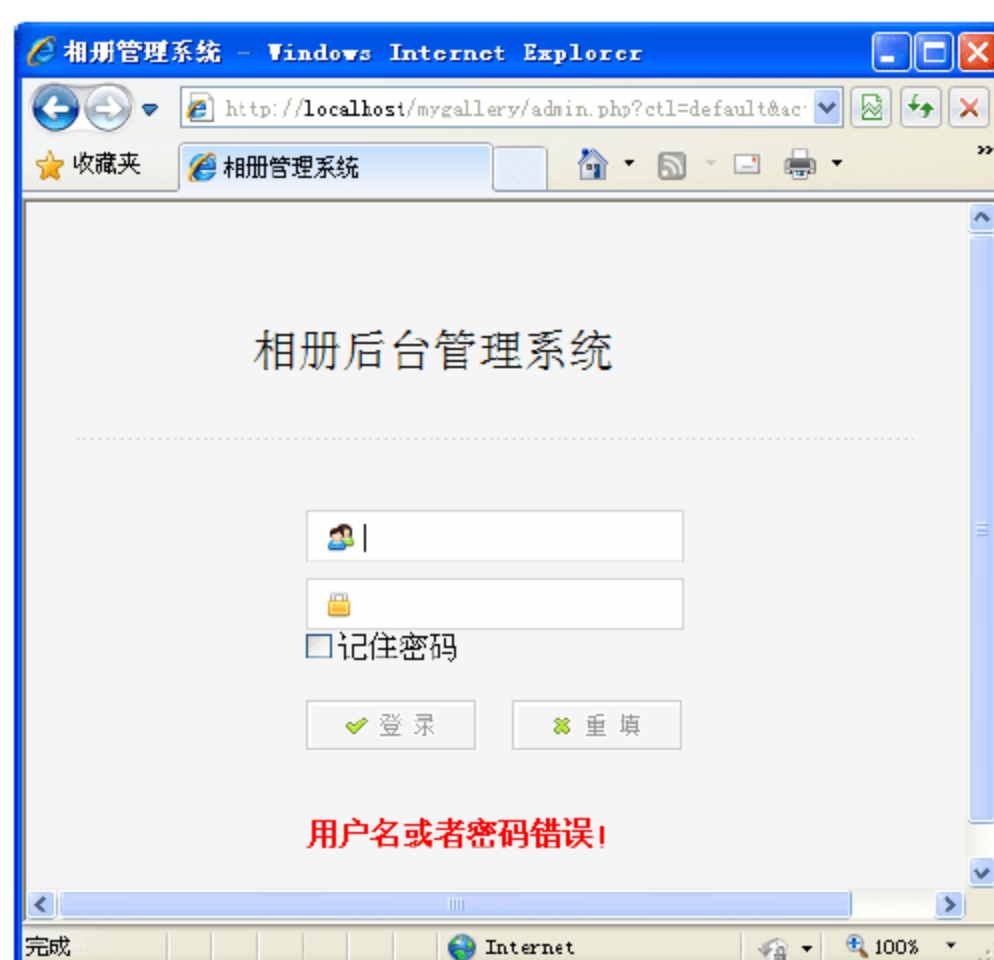 相册管理系统 - Windows Internet Explorer
http://localhost/mygallery/admin.php?ctl=default&ac
收藏夹
相册管理系统
»
相册后台管理系统
记住密码
登 录
重 填
用户名或者密码错误!
完成
Internet
100%